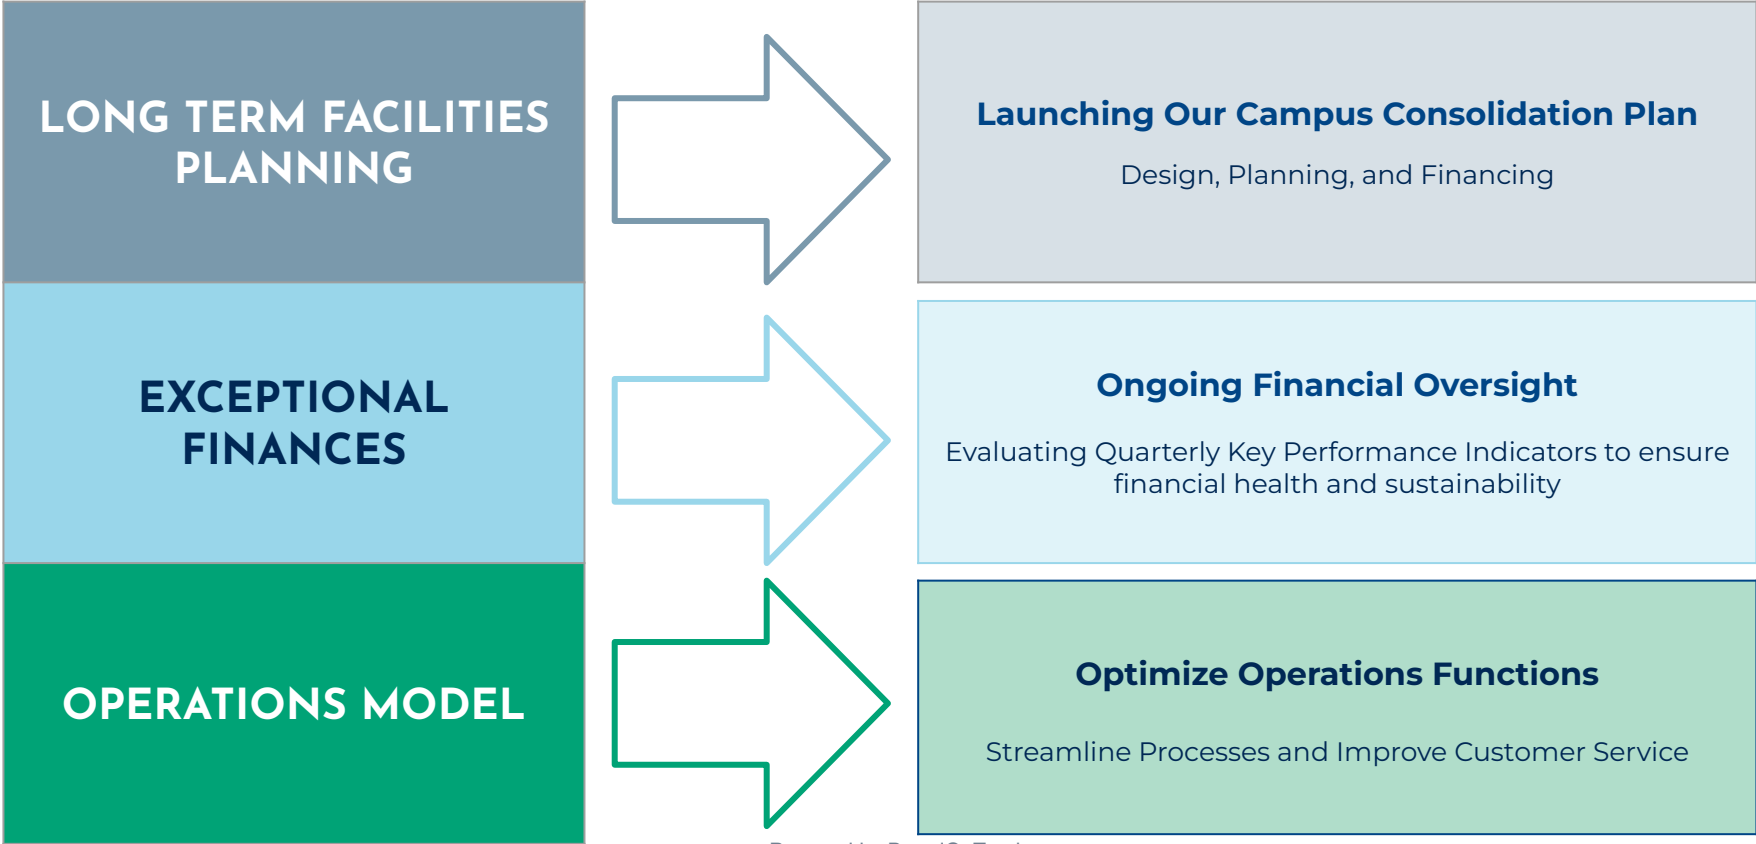 LONG TERM FACILITIES
PLANNING
Launching Our Campus Consolidation Plan
Design, Planning, and Financing
EXCEPTIONAL
FINANCES
Ongoing Financial Oversight
Evaluating Quarterly Key Performance Indicators to ensure
financial health and sustainability
OPERATIONS MODEL
Optimize Operations Functions
Streamline Processes and Improve Customer Service